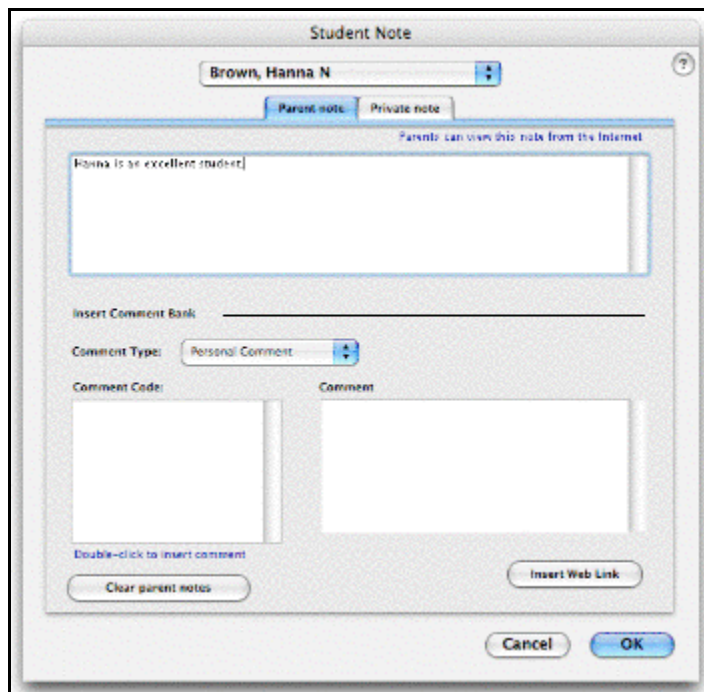 Student Note
Brown, Hanna N
?
Parent note Private note
Parents can view this note from the Internet
Hanna is an excellent student.
Insert Comment Bank
Comment Type: Personal Comment
Comment Code: Comment
Double-click to insert comment
Insert Web Link
Clear parent notes
Cancel OK